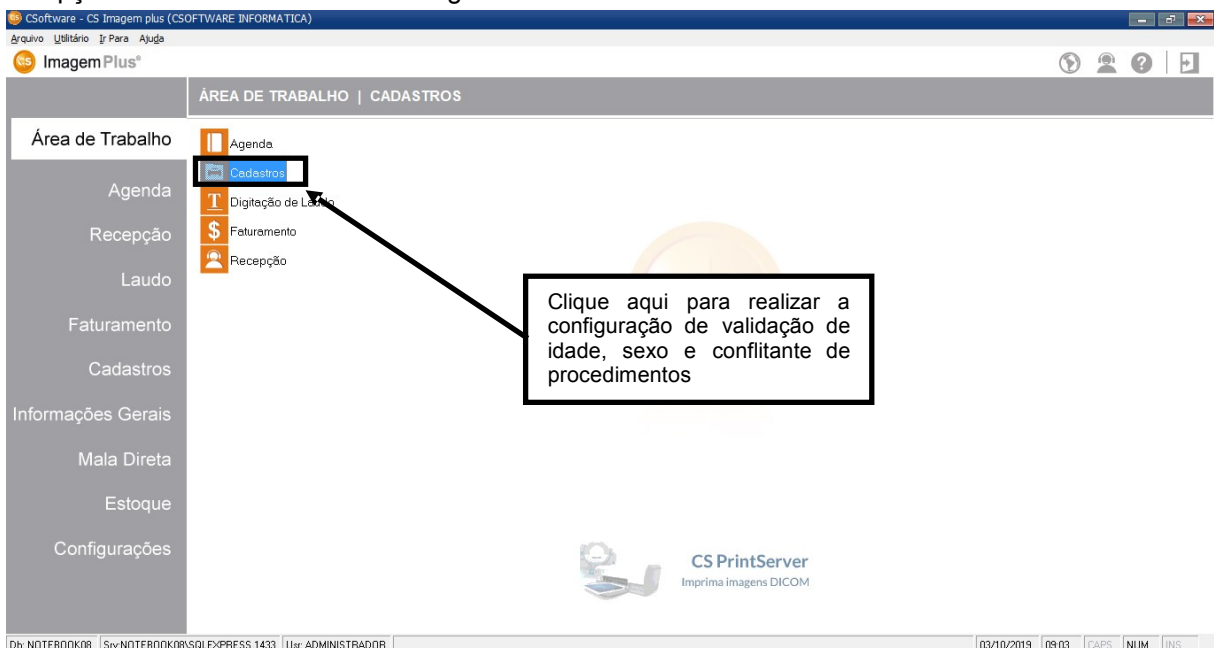 CSoftware - CS Imagem plus (CSOFTWARE INFORMATICA)
Arquivo Utilitário Ir Para Ajuda
cs ImagemPlus®
ÁREA DE TRABALHO | CADASTROS
Área de Trabalho
Agenda
Recepção
Laudo
Faturamento
Cadastros
Informações Gerais
Mala Direta
Estoque
Configurações
Agenda
Cadastros
Digitação de Laudo
Faturamento
Recepção
Clique aqui para realizar a
configuração de validação de
idade, sexo e conflitante de
procedimentos
CS PrintServer
Imprima imagens DICOM
Db: NOTEBOOK08 Srv:NOTEBOOK08\SQLEXPRESS,1433 Usr: ADMINISTRADOR 03/10/2019 09:03 CAPS NUM INS